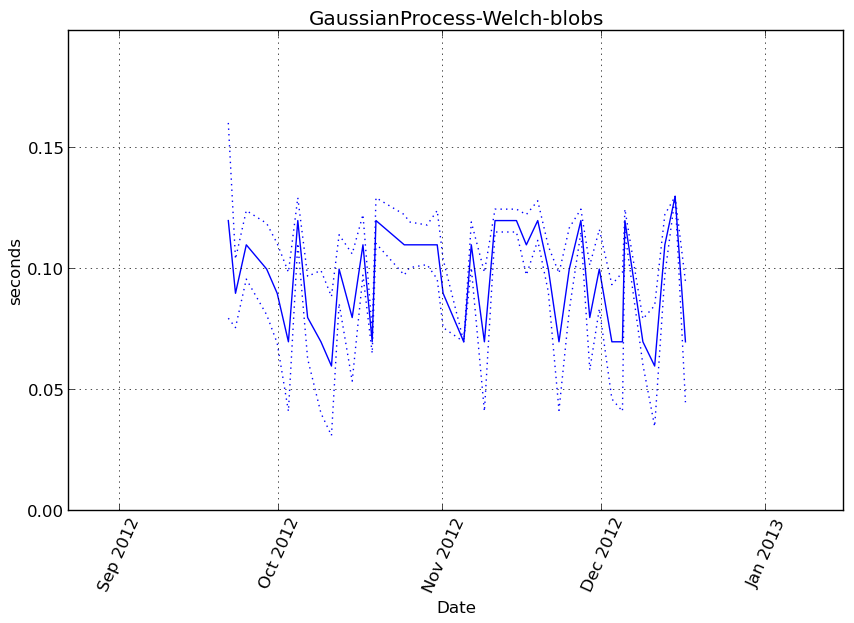 GaussianProcess-Welch-blobs
seconds
0.15
0.10
0.05
0.00
Sep 2012
Oct 2012
Nov 2012
Dec 2012
Jan 2013
Date